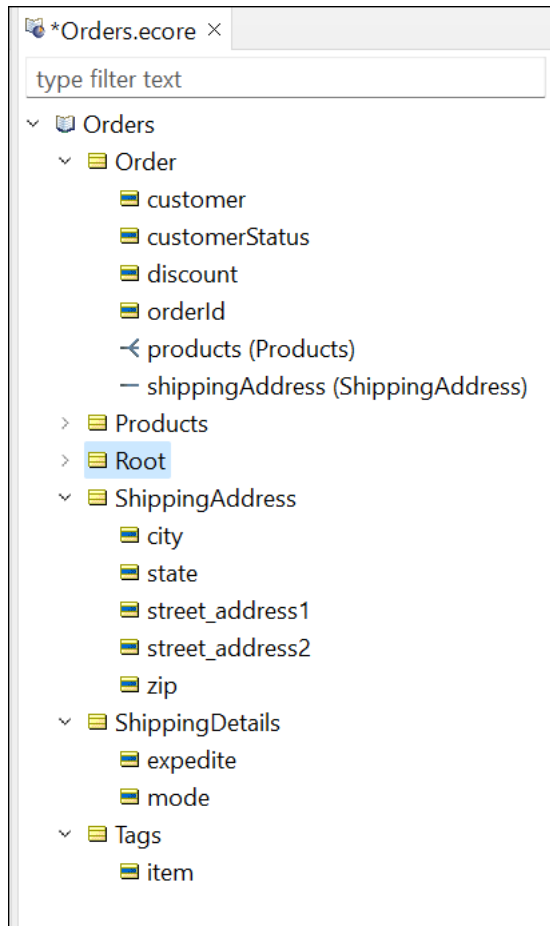 *Orders.ecore ×
type filter text
Orders
Order
customer
customerStatus
discount
orderId
products (Products)
shippingAddress (ShippingAddress)
Products
Root
ShippingAddress
city
state
street_address1
street_address2
zip
ShippingDetails
expedite
mode
Tags
item